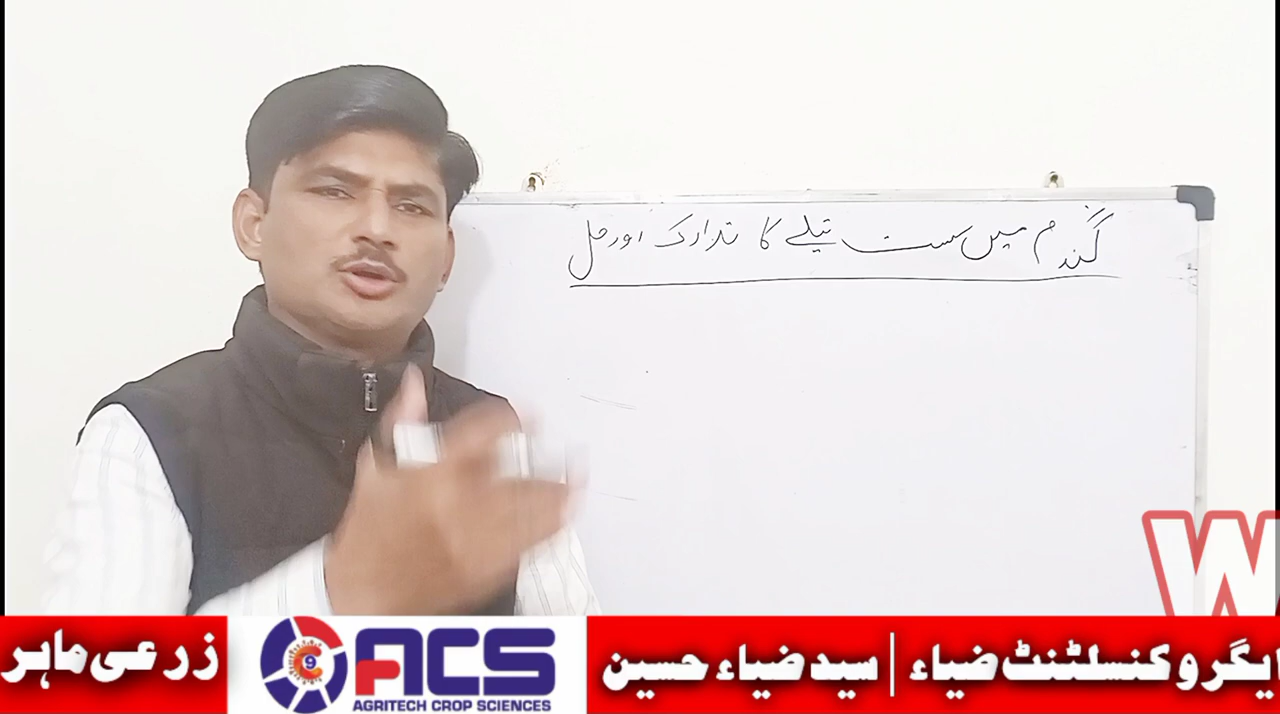 گندم میں سست تیلے کا تدارک اور حل
W
ایگرو کنسلٹنٹ ضیاء | سید ضیاء حسین
ACS
AGRITECH CROP SCIENCES
9
زرعی ماہر